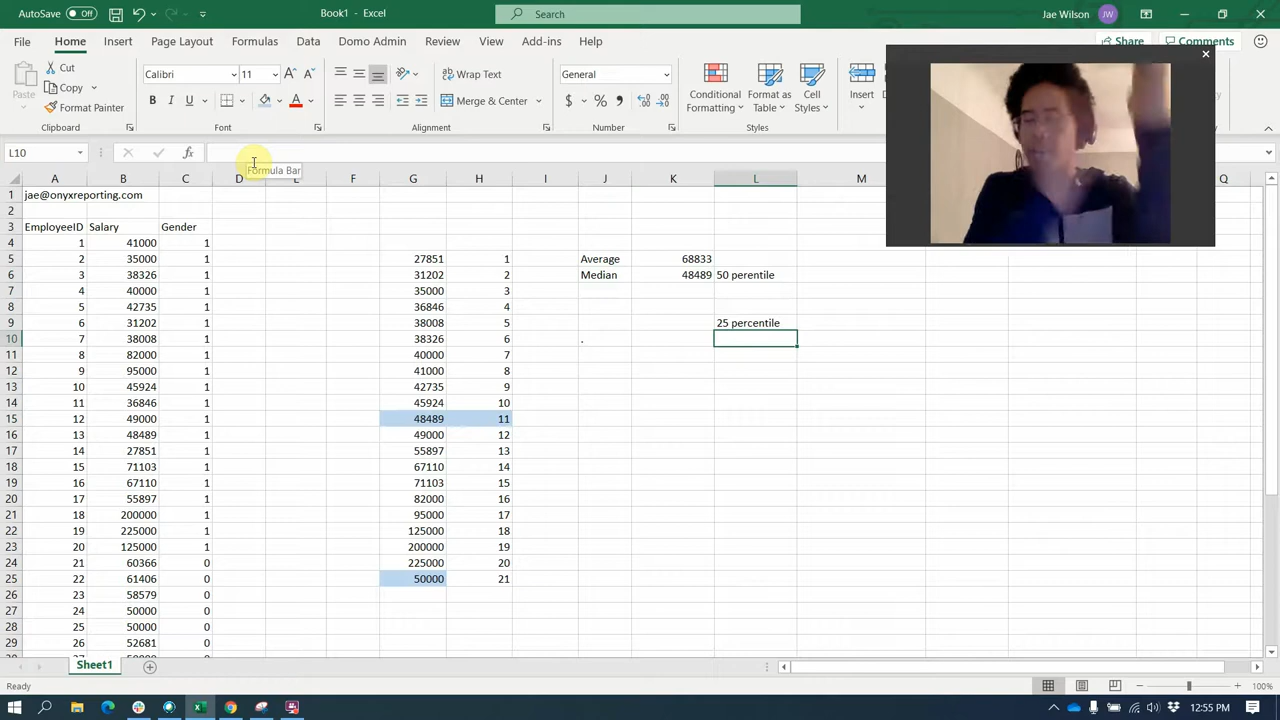 AutoSave Off Book1 - Excel Search Jae Wilson JW
File Home Insert Page Layout Formulas Data Domo Admin Review View Add-ins Help Share Comments
Paste Cut Copy Format Painter Calibri 11 B I U A Wrap Text Merge & Center General $ % , Conditional Formatting Format as Table Cell Styles Insert
Clipboard Font Alignment Number Styles
L10 fx
Formula Bar
A B C D E F G H I J K L M Q
1 jae@onyxreporting.com
2
3 EmployeeID Salary Gender
4 1 41000 1
5 2 35000 1 27851 1 Average 68833
6 3 38326 1 31202 2 Median 48489 50 perentile
7 4 40000 1 35000 3
8 5 42735 1 36846 4
9 6 31202 1 38008 5 25 percentile
10 7 38008 1 38326 6 .
11 8 82000 1 40000 7
12 9 95000 1 41000 8
13 10 45924 1 42735 9
14 11 36846 1 45924 10
15 12 49000 1 48489 11
16 13 48489 1 49000 12
17 14 27851 1 55897 13
18 15 71103 1 67110 14
19 16 67110 1 71103 15
20 17 55897 1 82000 16
21 18 200000 1 95000 17
22 19 225000 1 125000 18
23 20 125000 1 200000 19
24 21 60366 0 225000 20
25 22 61406 0 50000 21
26 23 58579 0
27 24 50000 0
28 25 50000 0
29 26 52681 0
Sheet1
Ready 100%
12:55 PM